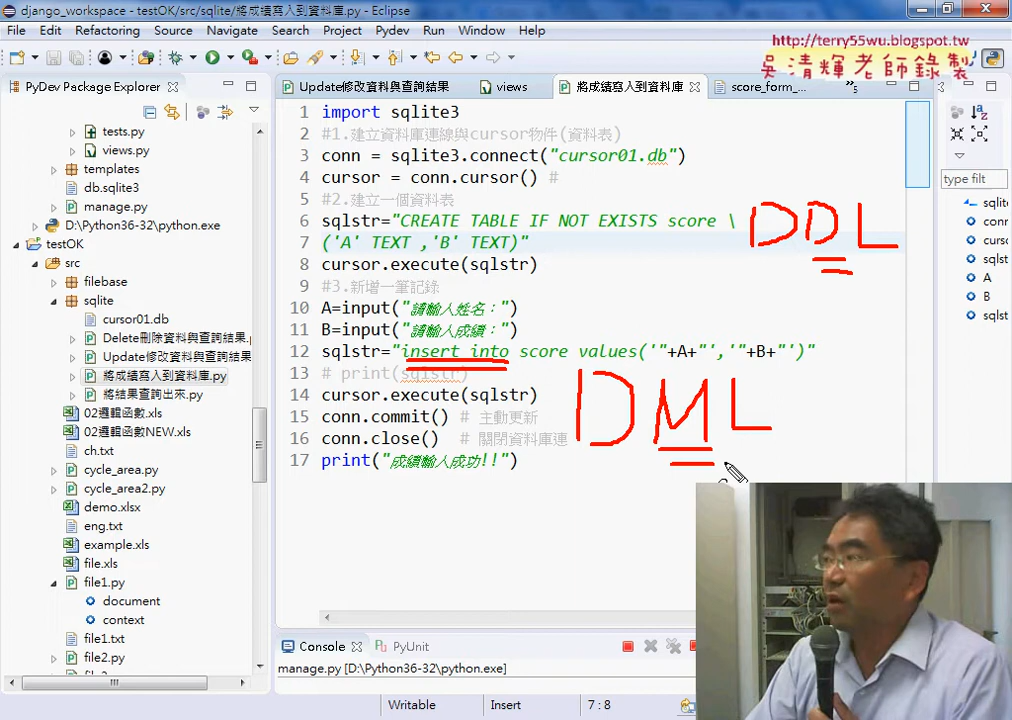 django_workspace - testOK/src/sqlite/將成績寫入到資料庫.py - Eclipse
File Edit Refactoring Source Navigate Search Project Pydev Run Window Help
http://terry55wu.blogspot.tw
吳清輝老師錄製
PyDev Package Explorer
Update修改資料與查詢結果
views
將成績寫入到資料庫
score_form_...
»5
tests.py
views.py
templates
db.sqlite3
manage.py
D:\Python36-32\python.exe
testOK
src
filebase
sqlite
cursor01.db
Delete刪除資料與查詢結果.
Update修改資料與查詢結果
將成績寫入到資料庫.py
將結果查詢出來.py
02邏輯函數.xls
02邏輯函數NEW.xls
ch.txt
cycle_area.py
cycle_area2.py
demo.xlsx
eng.txt
example.xls
file.xls
file1.py
document
context
file1.txt
file2.py
1 import sqlite3
2 #1.建立資料庫連線與cursor物件(資料表)
3 conn = sqlite3.connect("cursor01.db")
4 cursor = conn.cursor() #
5 #2.建立一個資料表
6 sqlstr="CREATE TABLE IF NOT EXISTS score \
7 ('A' TEXT ,'B' TEXT)"
8 cursor.execute(sqlstr)
9 #3.新增一筆記錄
10 A=input("請輸入姓名：")
11 B=input("請輸入成績：")
12 sqlstr="insert into score values('"+A+"','"+B+"')"
13 # print(sqlstr)
14 cursor.execute(sqlstr)
15 conn.commit() # 主動更新
16 conn.close() # 關閉資料庫連
17 print("成績輸入成功!!")
DDL
DML
type filt
sqlite
conn
curso
sqlst
A
B
sqlst
Console
PyUnit
manage.py [D:\Python36-32\python.exe]
Writable
Insert
7 : 8